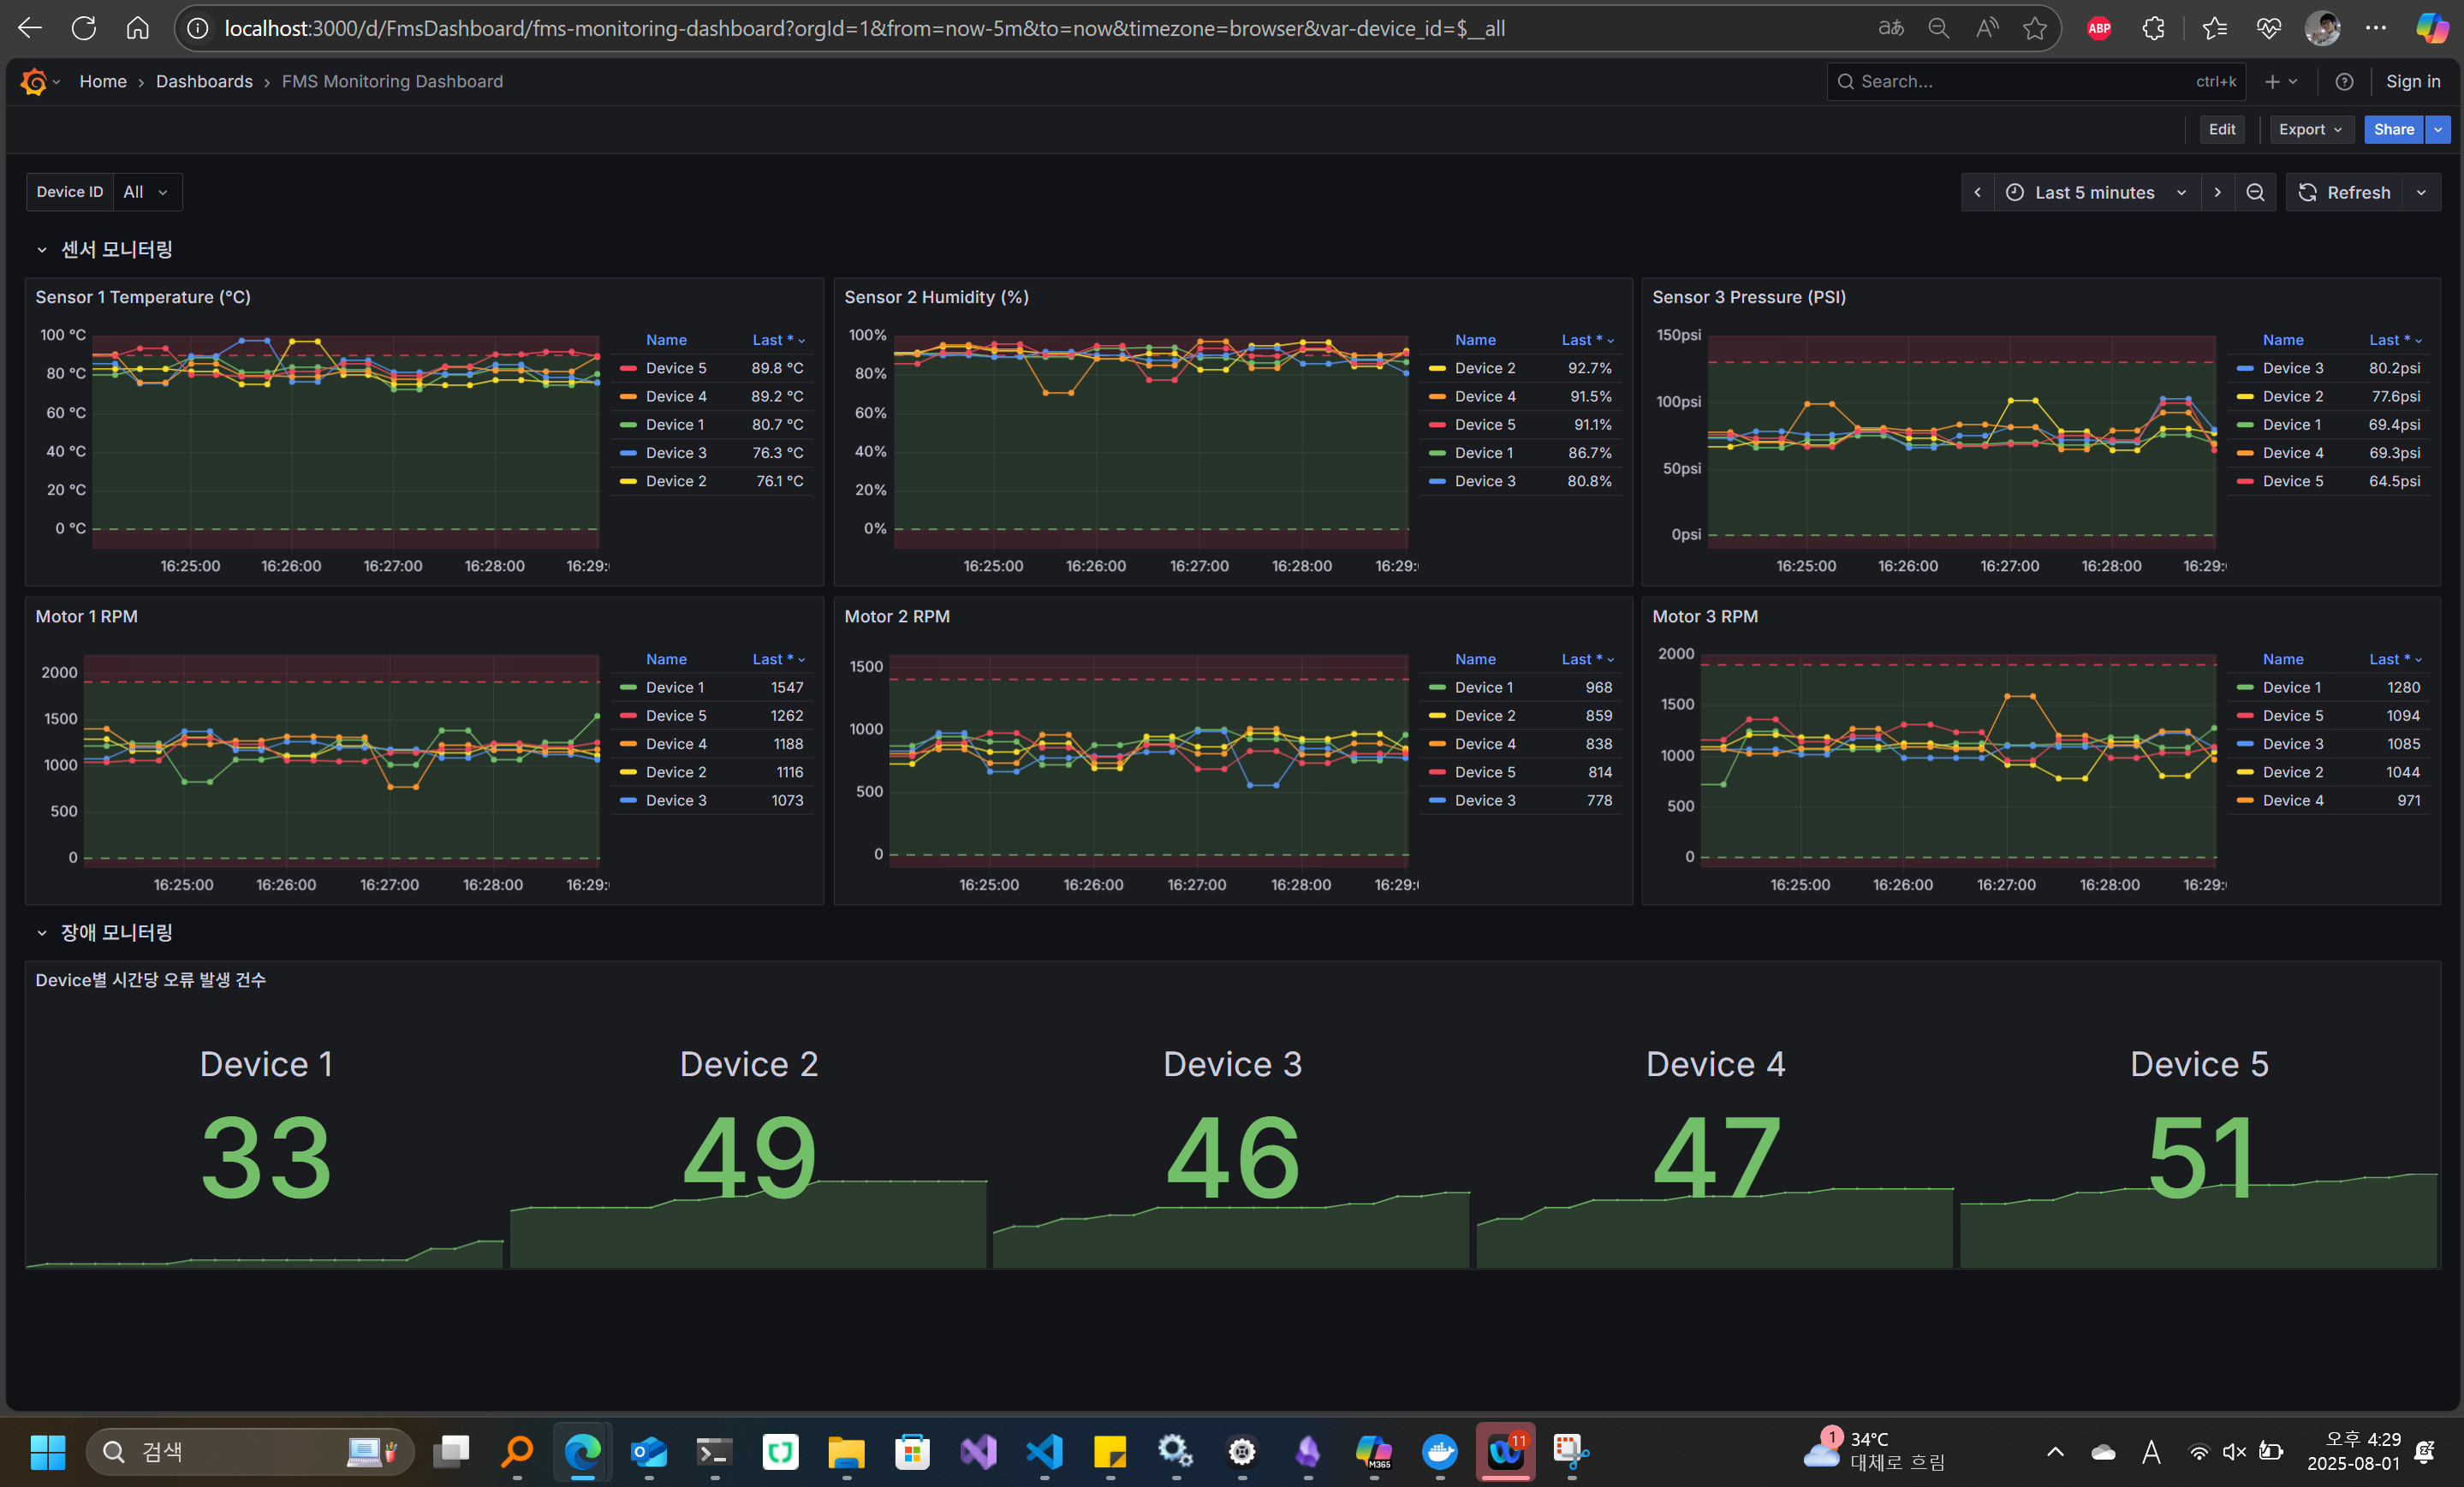 localhost:3000/d/FmsDashboard/fms-monitoring-dashboard?orgId=1&from=now-5m&to=now&timezone=browser&var-device_id=$__all
ABP
Home › Dashboards › FMS Monitoring Dashboard
Search... ctrl+k
Sign in
Edit Export Share
Device ID All
Last 5 minutes Refresh
센서 모니터링
Sensor 1 Temperature (°C)
100 °C
80 °C
60 °C
40 °C
20 °C
0 °C
16:25:00 16:26:00 16:27:00 16:28:00 16:29:
Name Last *
Device 5 89.8 °C
Device 4 89.2 °C
Device 1 80.7 °C
Device 3 76.3 °C
Device 2 76.1 °C
Sensor 2 Humidity (%)
100%
80%
60%
40%
20%
0%
16:25:00 16:26:00 16:27:00 16:28:00 16:29:
Name Last *
Device 2 92.7%
Device 4 91.5%
Device 5 91.1%
Device 1 86.7%
Device 3 80.8%
Sensor 3 Pressure (PSI)
150psi
100psi
50psi
0psi
16:25:00 16:26:00 16:27:00 16:28:00 16:29:
Name Last *
Device 3 80.2psi
Device 2 77.6psi
Device 1 69.4psi
Device 4 69.3psi
Device 5 64.5psi
Motor 1 RPM
2000
1500
1000
500
0
16:25:00 16:26:00 16:27:00 16:28:00 16:29:
Name Last *
Device 1 1547
Device 5 1262
Device 4 1188
Device 2 1116
Device 3 1073
Motor 2 RPM
1500
1000
500
0
16:25:00 16:26:00 16:27:00 16:28:00 16:29:
Name Last *
Device 1 968
Device 2 859
Device 4 838
Device 5 814
Device 3 778
Motor 3 RPM
2000
1500
1000
500
0
16:25:00 16:26:00 16:27:00 16:28:00 16:29:
Name Last *
Device 1 1280
Device 5 1094
Device 3 1085
Device 2 1044
Device 4 971
장애 모니터링
Device별 시간당 오류 발생 건수
Device 1
33
Device 2
49
Device 3
46
Device 4
47
Device 5
51
검색
M365
11
1
34°C
대체로 흐림
A
오후 4:29
2025-08-01